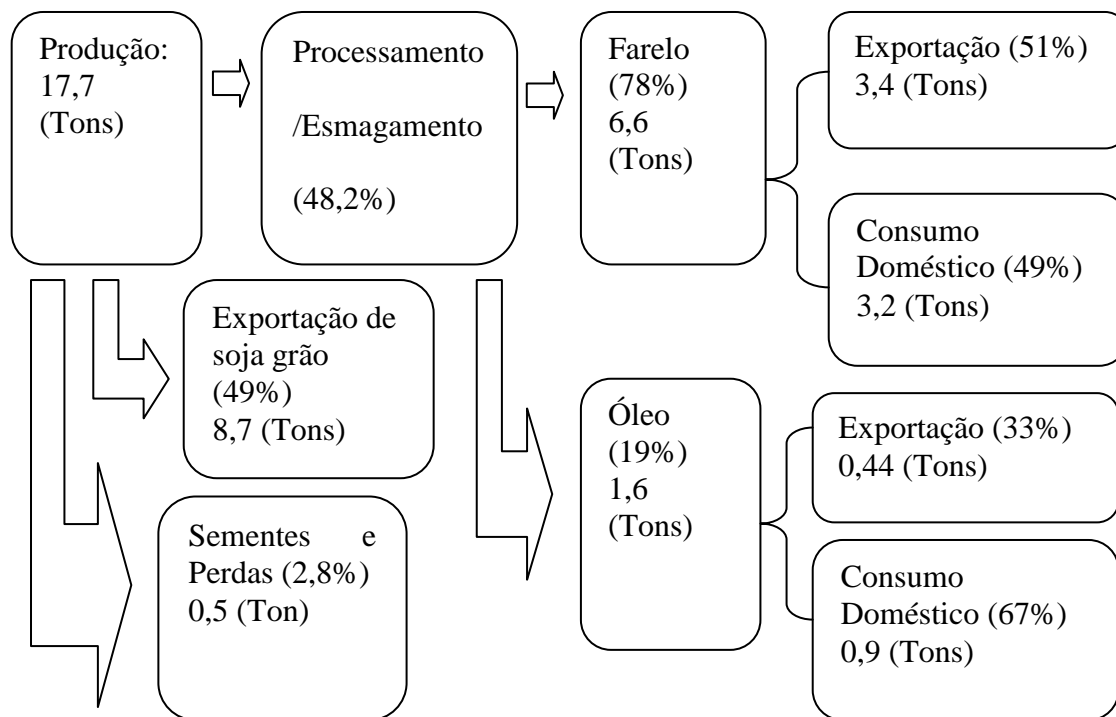 Produção:
17,7
(Tons)
Processamento
/Esmagamento
(48,2%)
Farelo
(78%)
6,6
(Tons)
Exportação (51%)
3,4 (Tons)
Consumo
Doméstico (49%)
3,2 (Tons)
Exportação de
soja grão
(49%)
8,7 (Tons)
Sementes e
Perdas (2,8%)
0,5 (Ton)
Óleo
(19%)
1,6
(Tons)
Exportação (33%)
0,44 (Tons)
Consumo
Doméstico (67%)
0,9 (Tons)